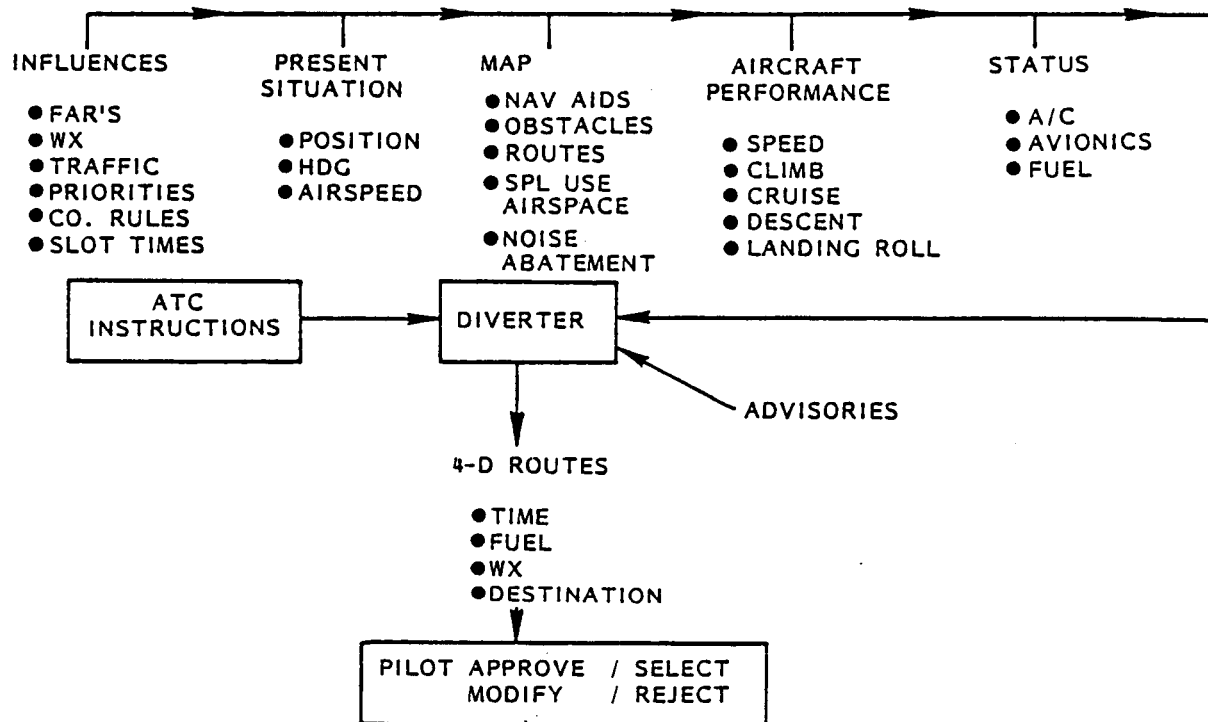 INFLUENCES
● FAR'S
● WX
● TRAFFIC
● PRIORITIES
● CO. RULES
● SLOT TIMES
PRESENT
SITUATION
● POSITION
● HDG
● AIRSPEED
MAP
● NAV AIDS
● OBSTACLES
● ROUTES
● SPL USE
AIRSPACE
● NOISE
ABATEMENT
AIRCRAFT
PERFORMANCE
● SPEED
● CLIMB
● CRUISE
● DESCENT
● LANDING ROLL
STATUS
● A/C
● AVIONICS
● FUEL
ATC
INSTRUCTIONS
DIVERTER
ADVISORIES
4-D ROUTES
● TIME
● FUEL
● WX
● DESTINATION
PILOT APPROVE / SELECT
MODIFY / REJECT